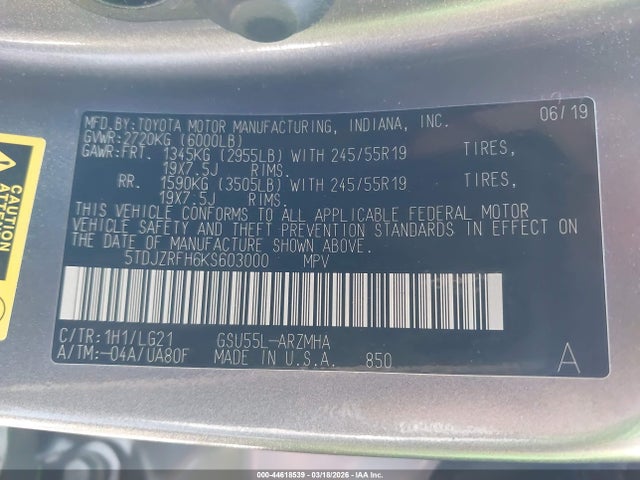 06/19
MFD.BY:TOYOTA MOTOR MANUFACTURING, INDIANA, INC.
GVWR:2720KG (6000LB)
GAWR:FRT. 1345KG (2955LB) WITH 245/55R19 TIRES,
19X7.5J RIMS.
RR. 1590KG (3505LB) WITH 245/55R19 TIRES,
19X7.5J RIMS.
THIS VEHICLE CONFORMS TO ALL APPLICABLE FEDERAL MOTOR
VEHICLE SAFETY AND THEFT PREVENTION STANDARDS IN EFFECT ON
THE DATE OF MANUFACTURE SHOWN ABOVE.
5TDJZRFH6KS603000 MPV
C/TR:1H1/LG21 GSU55L-ARZMHA
A/TM:-04A/UA80F MADE IN U.S.A. 850 A
CAUTION
000-44618539 - 03/18/2026 - IAA Inc.